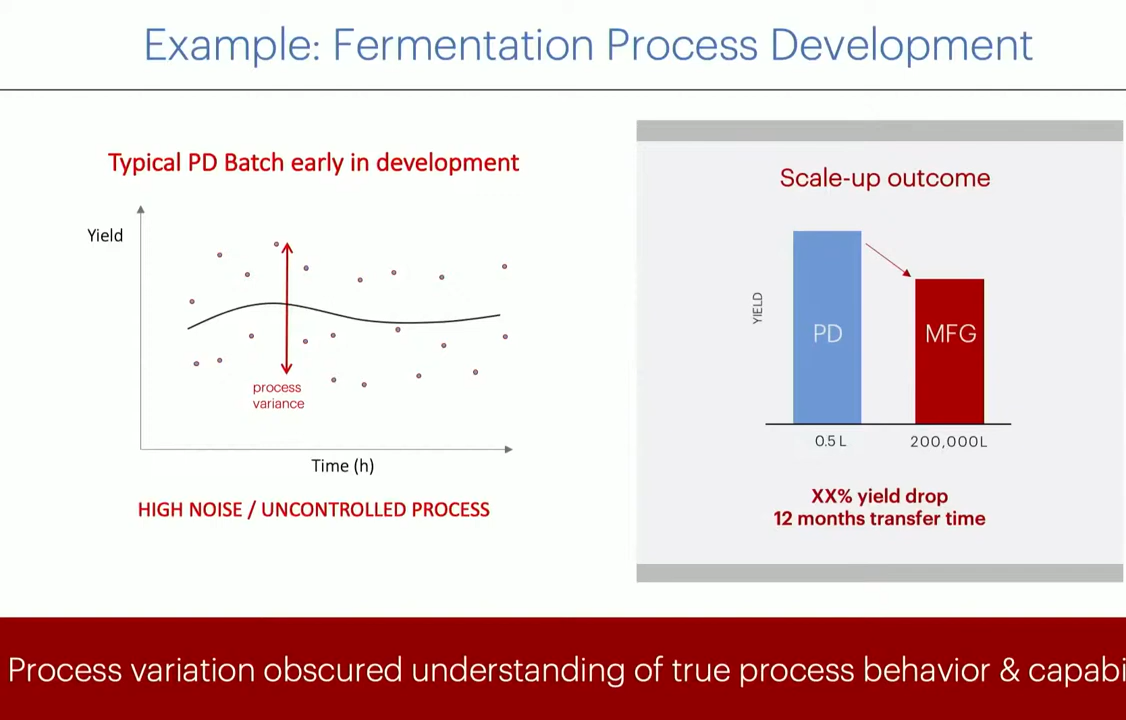 Example: Fermentation Process Development
Typical PD Batch early in development
Yield
process
variance
Time (h)
HIGH NOISE / UNCONTROLLED PROCESS
Scale-up outcome
YIELD
PD
MFG
0.5 L
200,000L
XX% yield drop
12 months transfer time
Process variation obscured understanding of true process behavior & capabi